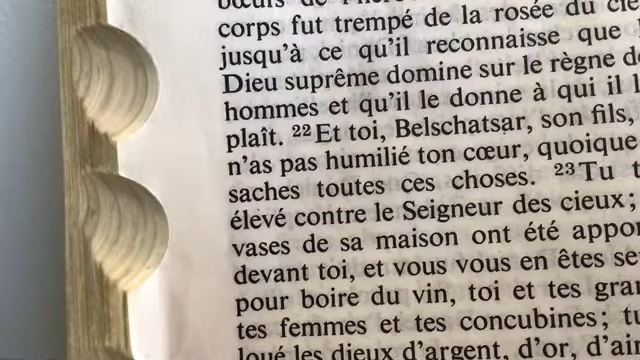 corps fut trempé de la rosée du
jusqu'à ce qu'il reconnaisse que
Dieu suprême domine sur le règne
hommes et qu'il le donne à qui il
plaît. 22 Et toi, Belschatsar, son fils,
n'as pas humilié ton cœur, quoique
saches toutes ces choses. 23 Tu
élevé contre le Seigneur des cieux;
vases de sa maison ont été
devant toi, et vous vous en êtes
pour boire du vin, toi et tes
tes femmes et tes concubines;
loué les dieux d'argent, d'or,